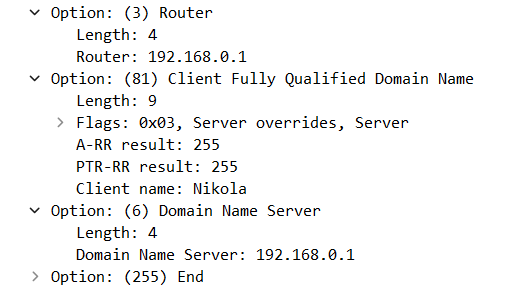 Option: (3) Router
Length: 4
Router: 192.168.0.1
Option: (81) Client Fully Qualified Domain Name
Length: 9
Flags: 0x03, Server overrides, Server
A-RR result: 255
PTR-RR result: 255
Client name: Nikola
Option: (6) Domain Name Server
Length: 4
Domain Name Server: 192.168.0.1
Option: (255) End